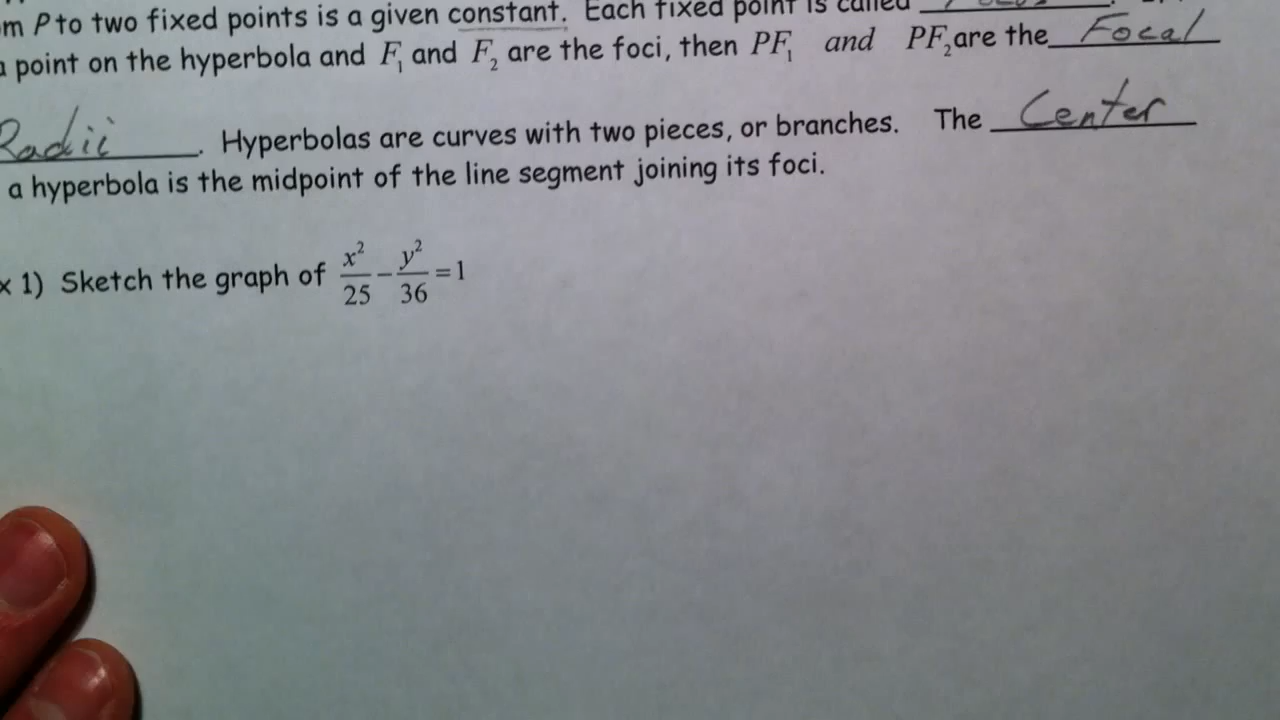 m P to two fixed points is a given constant. Each fixed point is called
a point on the hyperbola and F₁ and F₂ are the foci, then PF₁ and PF₂ are the Focal
Radii. Hyperbolas are curves with two pieces, or branches. The Center
a hyperbola is the midpoint of the line segment joining its foci.
x 1) Sketch the graph of x²/25 − y²/36 = 1